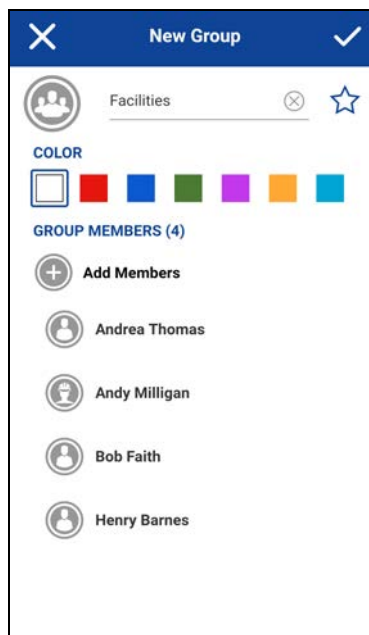 New Group
Facilities
COLOR
GROUP MEMBERS (4)
Add Members
Andrea Thomas
Andy Milligan
Bob Faith
Henry Barnes